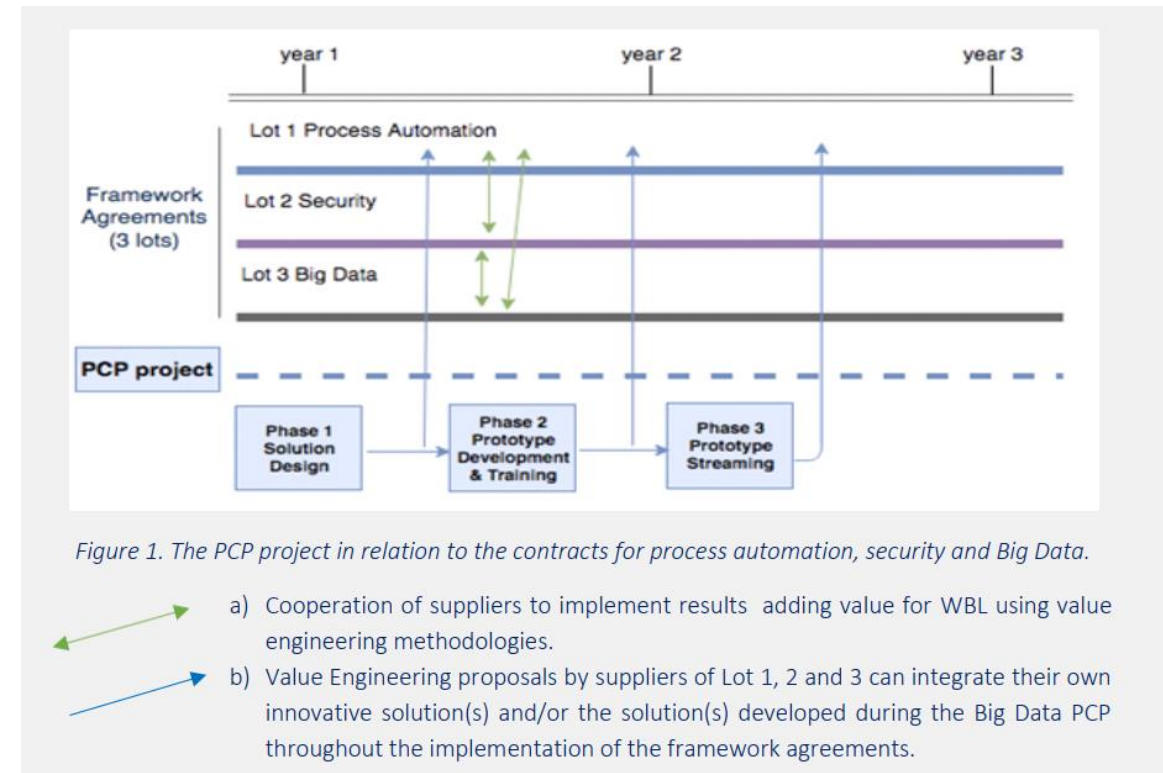 year 1
year 2
year 3
Lot 1 Process Automation
Framework
Agreements
(3 lots)
Lot 2 Security
Lot 3 Big Data
PCP project
Phase 1
Solution
Design
Phase 2
Prototype
Development
& Training
Phase 3
Prototype
Streaming
Figure 1. The PCP project in relation to the contracts for process automation, security and Big Data.
a) Cooperation of suppliers to implement results adding value for WBL using value
engineering methodologies.
b) Value Engineering proposals by suppliers of Lot 1, 2 and 3 can integrate their own
innovative solution(s) and/or the solution(s) developed during the Big Data PCP
throughout the implementation of the framework agreements.